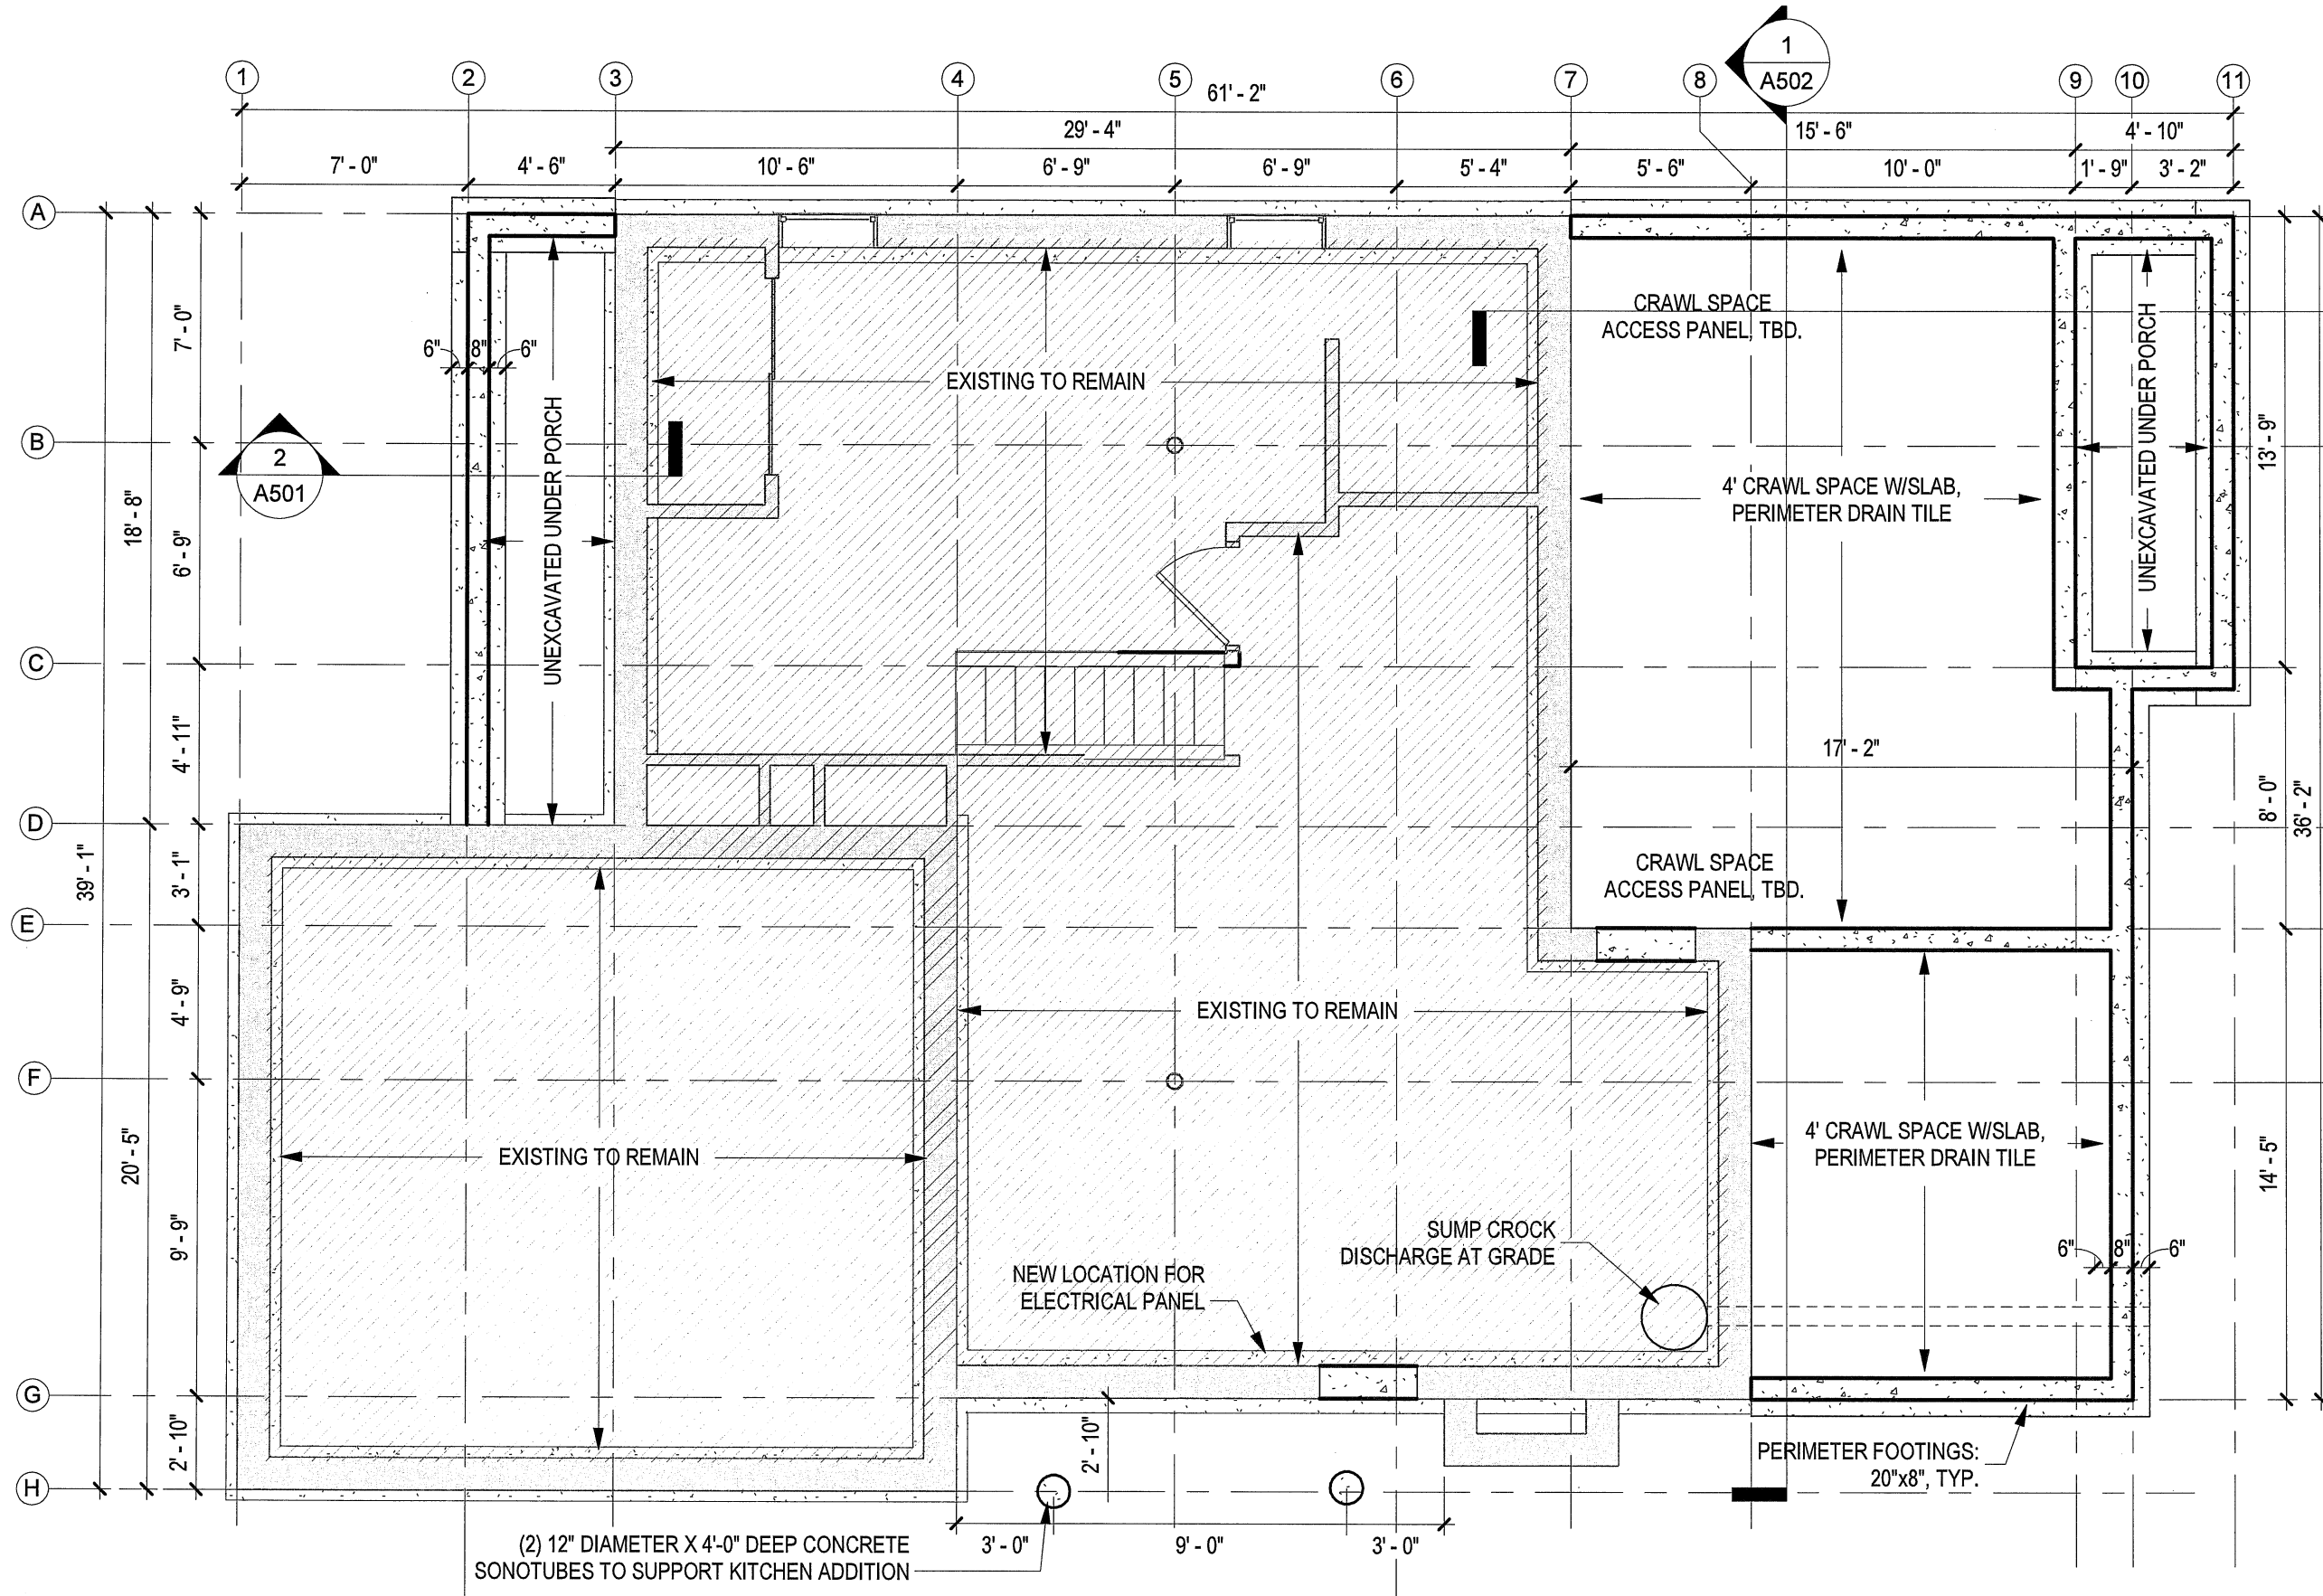 1
A502
1
2
3
4
5
6
7
8
9
10
11
61' - 2"
29' - 4"
15' - 6"
4' - 10"
7' - 0"
4' - 6"
10' - 6"
6' - 9"
6' - 9"
5' - 4"
5' - 6"
10' - 0"
1' - 9"
3' - 2"
A
B
C
D
E
F
G
H
7' - 0"
6' - 9"
18' - 8"
4' - 11"
39' - 1"
3' - 1"
4' - 9"
20' - 5"
9' - 9"
2' - 10"
6"
8"
6"
2
A501
UNEXCAVATED UNDER PORCH
EXISTING TO REMAIN
CRAWL SPACE
ACCESS PANEL, TBD.
4' CRAWL SPACE W/SLAB,
PERIMETER DRAIN TILE
UNEXCAVATED UNDER PORCH
13' - 9"
17' - 2"
8' - 0"
36' - 2"
CRAWL SPACE
ACCESS PANEL, TBD.
EXISTING TO REMAIN
EXISTING TO REMAIN
4' CRAWL SPACE W/SLAB,
PERIMETER DRAIN TILE
14' - 5"
SUMP CROCK
DISCHARGE AT GRADE
NEW LOCATION FOR
ELECTRICAL PANEL
6"
8"
6"
2' - 10"
PERIMETER FOOTINGS:
20"x8", TYP.
(2) 12" DIAMETER X 4'-0" DEEP CONCRETE
SONOTUBES TO SUPPORT KITCHEN ADDITION
3' - 0"
9' - 0"
3' - 0"